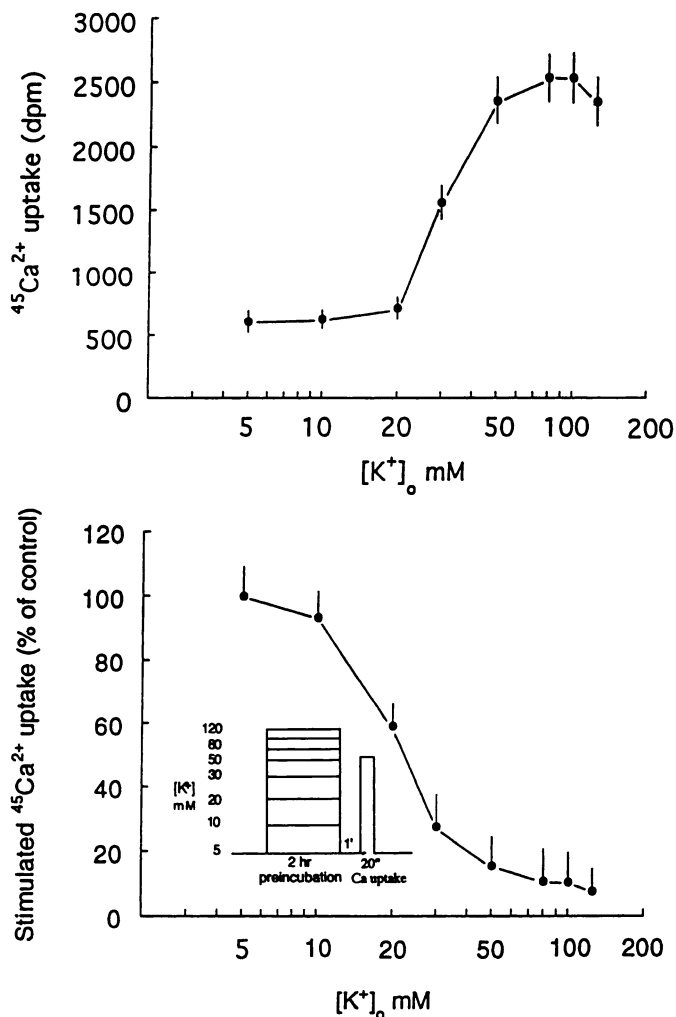 3000
2500
2000
1500
1000
500
0
⁴⁵Ca²⁺ uptake (dpm)
5 10 20 50 100 200
[K⁺]ₒ mM
120
100
80
60
40
20
0
Stimulated ⁴⁵Ca²⁺ uptake (% of control)
120
80
50
30
20
10
5
[K⁺]
mM
1' 
2 hr
preincubation
20"
Ca uptake
5 10 20 50 100 200
[K⁺]ₒ mM